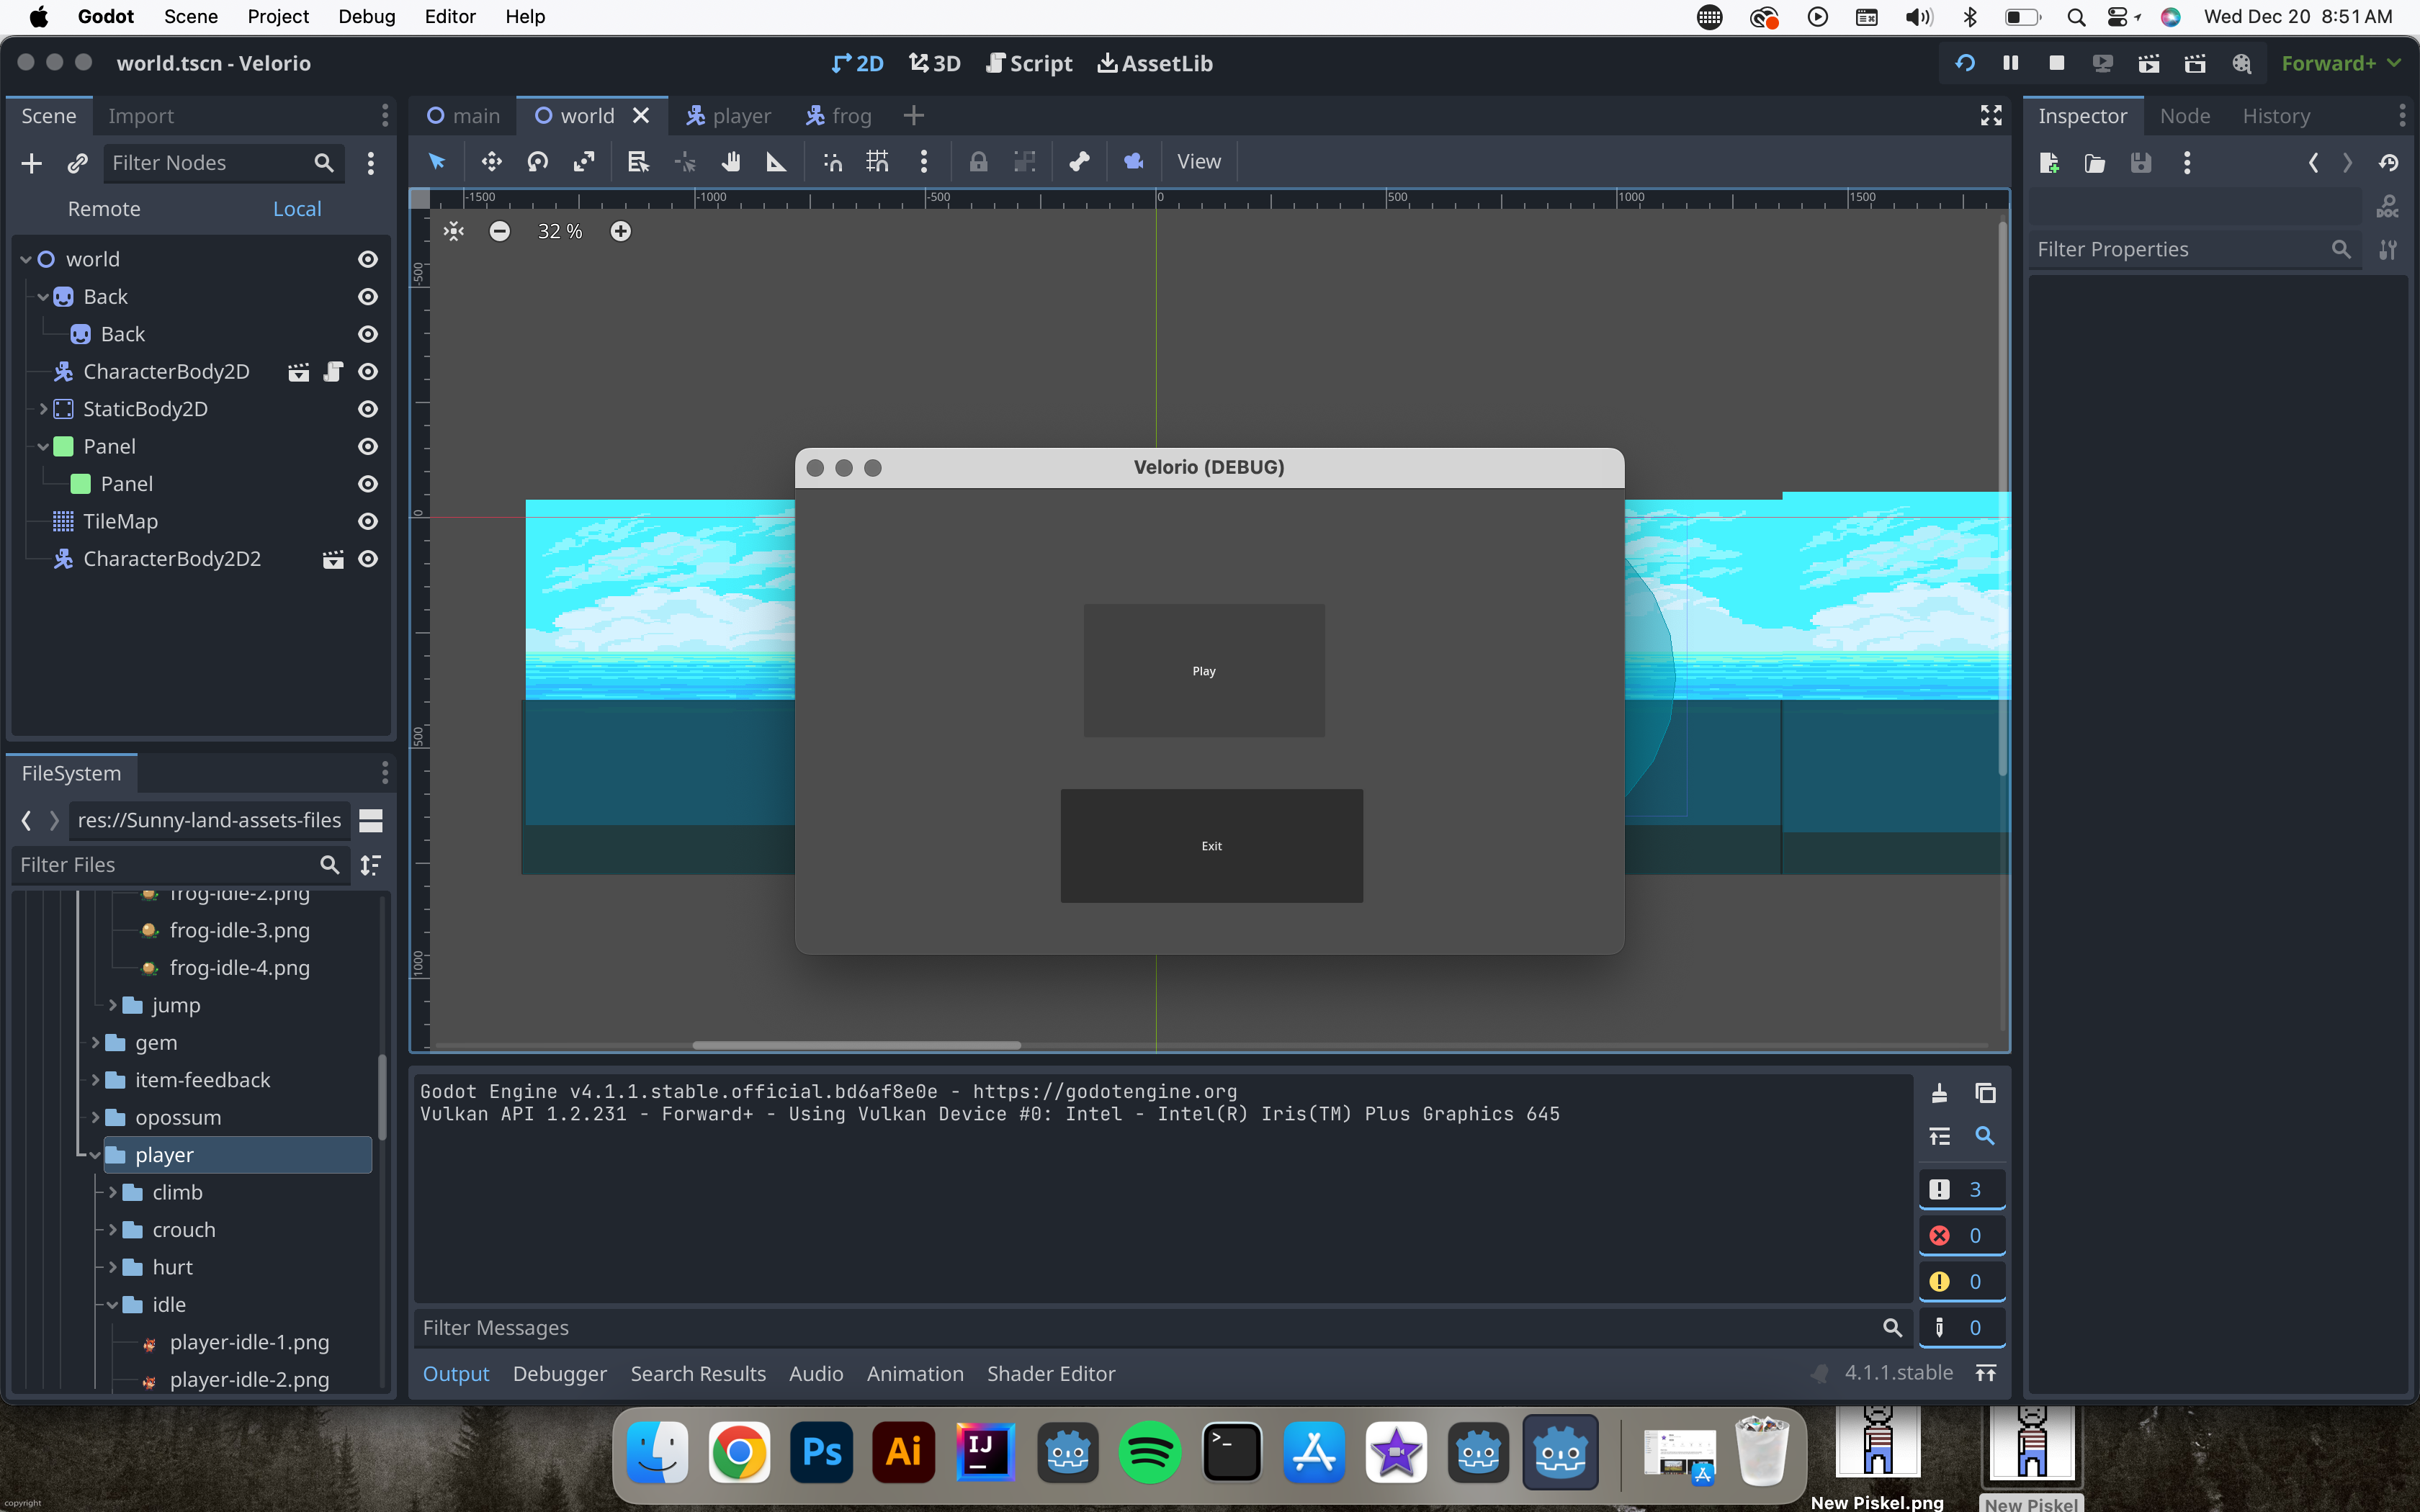 Godot Scene Project Debug Editor Help Wed Dec 20 8:51 AM
world.tscn - Velorio 2D 3D Script AssetLib Forward+
Scene Import
main world player frog
Inspector Node History
Filter Nodes
View
Remote Local
-1500 -1000 -500 0 500 1000 1500
32 %
DOC
Filter Properties
-500
0
500
1000
world
Back
Back
CharacterBody2D
StaticBody2D
Panel
Panel
TileMap
CharacterBody2D2
Velorio (DEBUG)
Play
Exit
FileSystem
res://Sunny-land-assets-files
Filter Files
frog-idle-2.png
frog-idle-3.png
frog-idle-4.png
jump
gem
item-feedback
opossum
player
climb
crouch
hurt
idle
player-idle-1.png
player-idle-2.png
Godot Engine v4.1.1.stable.official.bd6af8e0e - https://godotengine.org
Vulkan API 1.2.231 - Forward+ - Using Vulkan Device #0: Intel - Intel(R) Iris(TM) Plus Graphics 645
3
0
0
0
Filter Messages
Output Debugger Search Results Audio Animation Shader Editor 4.1.1.stable
Ps Ai IJ
New Piskel.png New Piskel
copyright